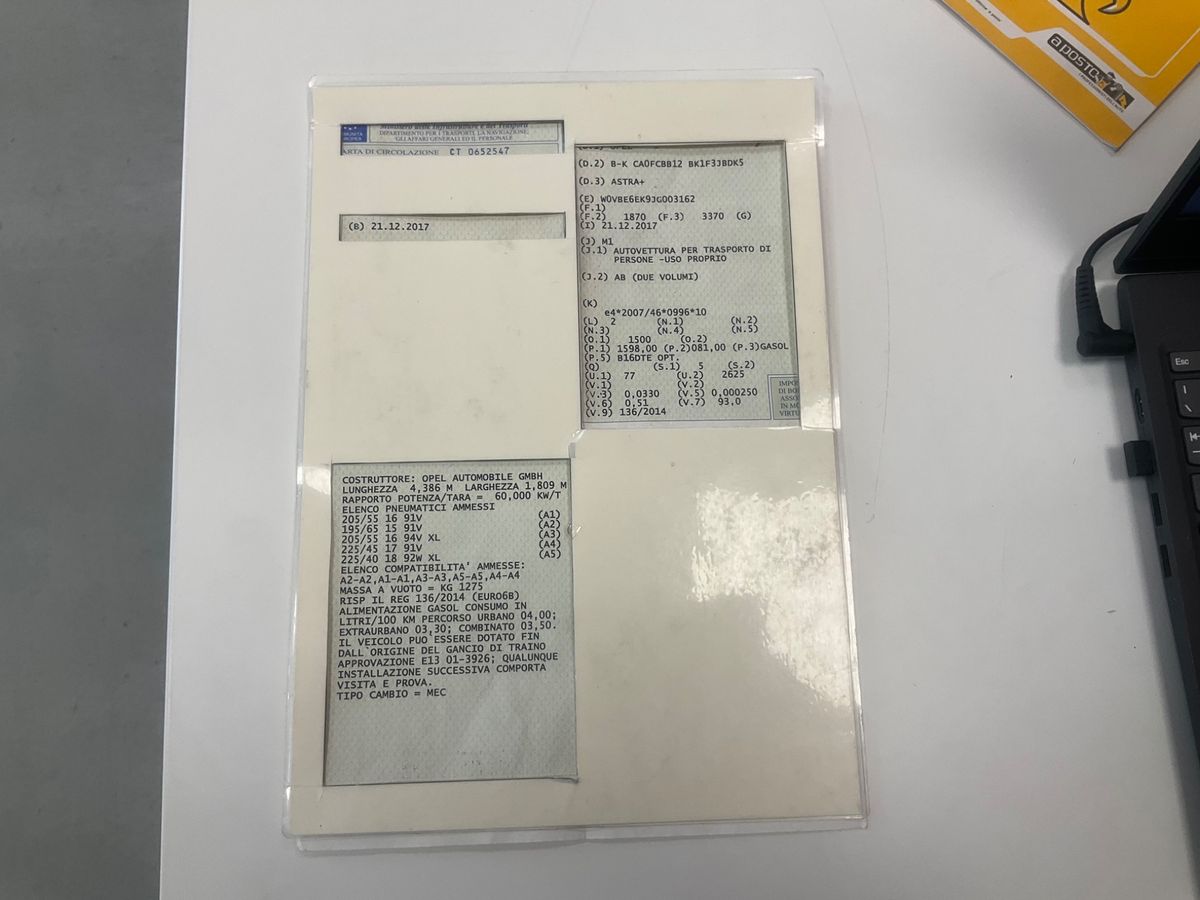 Ministero delle Infrastrutture e dei Trasporti
DIPARTIMENTO PER I TRASPORTI, LA NAVIGAZIONE,
GLI AFFARI GENERALI ED IL PERSONALE
ARTA DI CIRCOLAZIONE CT 0652547
(B) 21.12.2017
(D.2) B-K CA0FCBB12 BK1F3JBDK5
(D.3) ASTRA+
(E) W0VBE6EK9JG003162
(F.1)
(F.2) 1870 (F.3) 3370 (G)
(I) 21.12.2017
(J) M1
(J.1) AUTOVETTURA PER TRASPORTO DI
PERSONE -USO PROPRIO
(J.2) AB (DUE VOLUMI)
(K)
e4*2007/46*0996*10
(L) 2 (N.1) (N.2)
(N.3) (N.4) (N.5)
(O.1) 1500 (O.2)
(P.1) 1598,00 (P.2)081,00 (P.3)GASOL
(P.5) B16DTE OPT.
(Q) (S.1) 5 (S.2)
(U.1) 77 (U.2) 2625
(V.1) (V.2)
(V.3) 0,0330 (V.5) 0,000250
(V.6) 0,51 (V.7) 93,0
(V.9) 136/2014
IMPO
DI BO
ASSO
IN M
VIRTU
COSTRUTTORE: OPEL AUTOMOBILE GMBH
LUNGHEZZA 4,386 M LARGHEZZA 1,809 M
RAPPORTO POTENZA/TARA = 60,000 KW/T
ELENCO PNEUMATICI AMMESSI
205/55 16 91V (A1)
195/65 15 91V (A2)
205/55 16 94V XL (A3)
225/45 17 91V (A4)
225/40 18 92W XL (A5)
ELENCO COMPATIBILITA' AMMESSE:
A2-A2,A1-A1,A3-A3,A5-A5,A4-A4
MASSA A VUOTO = KG 1275
RISP IL REG 136/2014 (EURO6B)
ALIMENTAZIONE GASOL CONSUMO IN
LITRI/100 KM PERCORSO URBANO 04,00;
EXTRAURBANO 03,30; COMBINATO 03,50.
IL VEICOLO PUO ESSERE DOTATO FIN
DALL`ORIGINE DEL GANCIO DI TRAINO
APPROVAZIONE E13 01-3926; QUALUNQUE
INSTALLAZIONE SUCCESSIVA COMPORTA
VISITA E PROVA.
TIPO CAMBIO = MEC
a POSTO
Esc